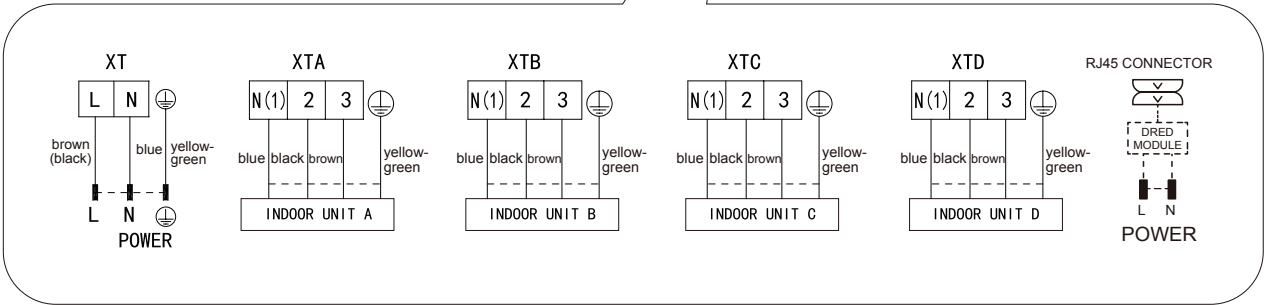 XT
L N
brown
(black)
blue
yellow-
green
L N
POWER
XTA
N(1) 2 3
blue black brown
yellow-
green
INDOOR UNIT A
XTB
N(1) 2 3
blue black brown
yellow-
green
INDOOR UNIT B
XTC
N(1) 2 3
blue black brown
yellow-
green
INDOOR UNIT C
XTD
N(1) 2 3
blue black brown
yellow-
green
INDOOR UNIT D
RJ45 CONNECTOR
DRED
MODULE
L N
POWER